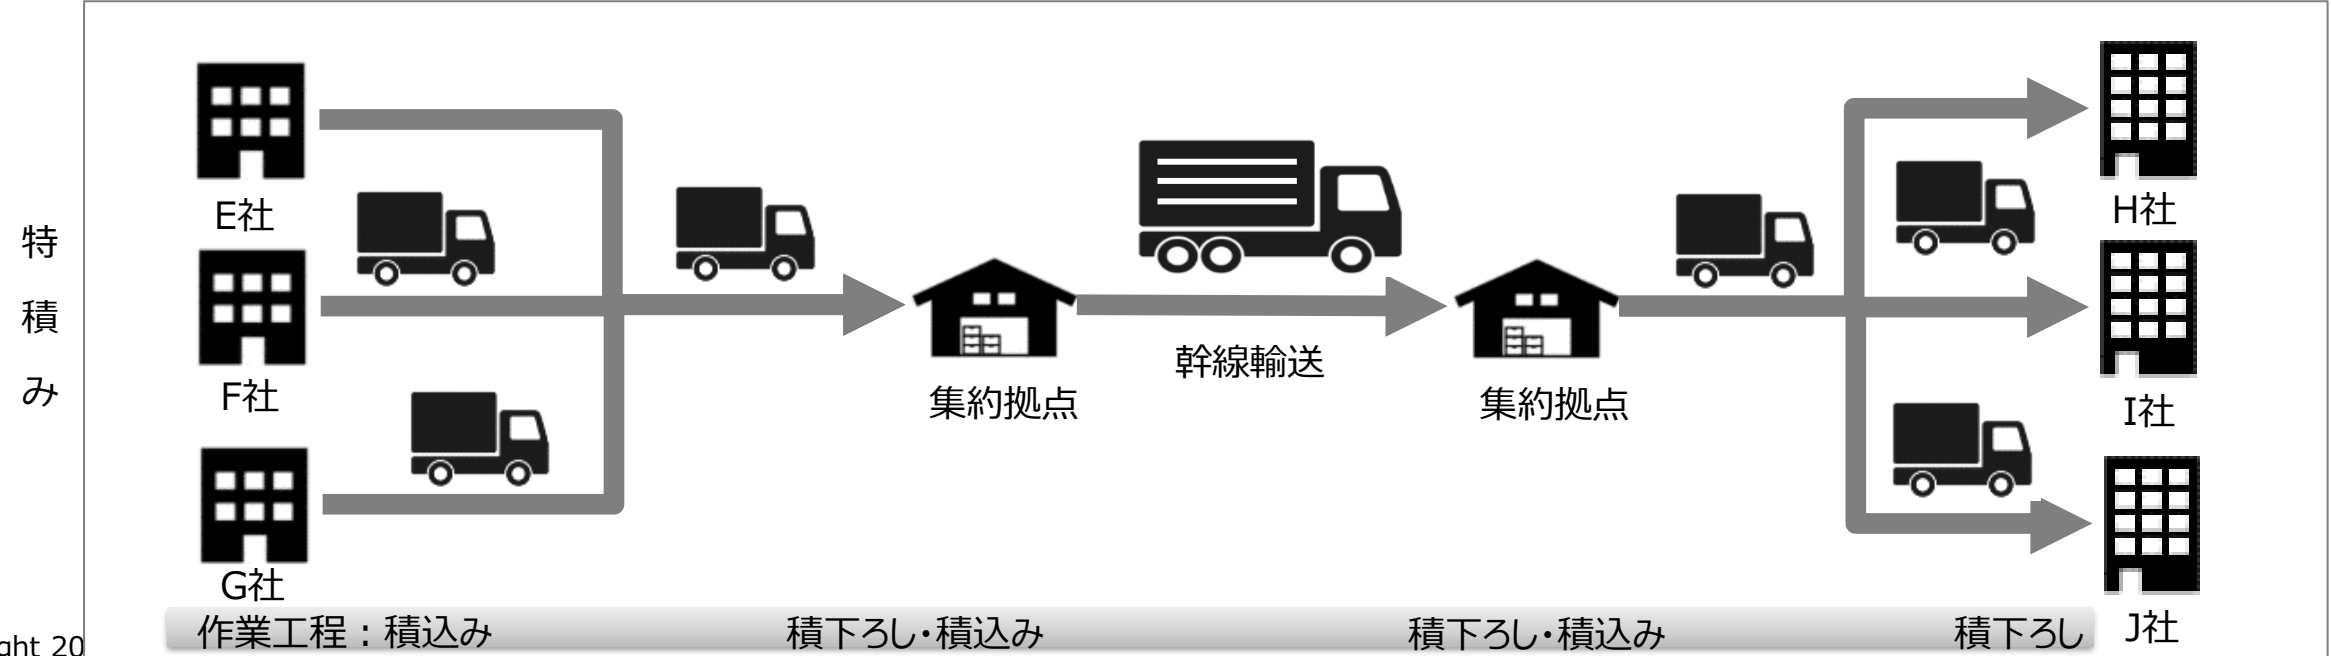 特積み
E社
F社
G社
集約拠点
幹線輸送
集約拠点
H社
I社
J社
作業工程：積込み
積下ろし・積込み
積下ろし・積込み
積下ろし
ght 20